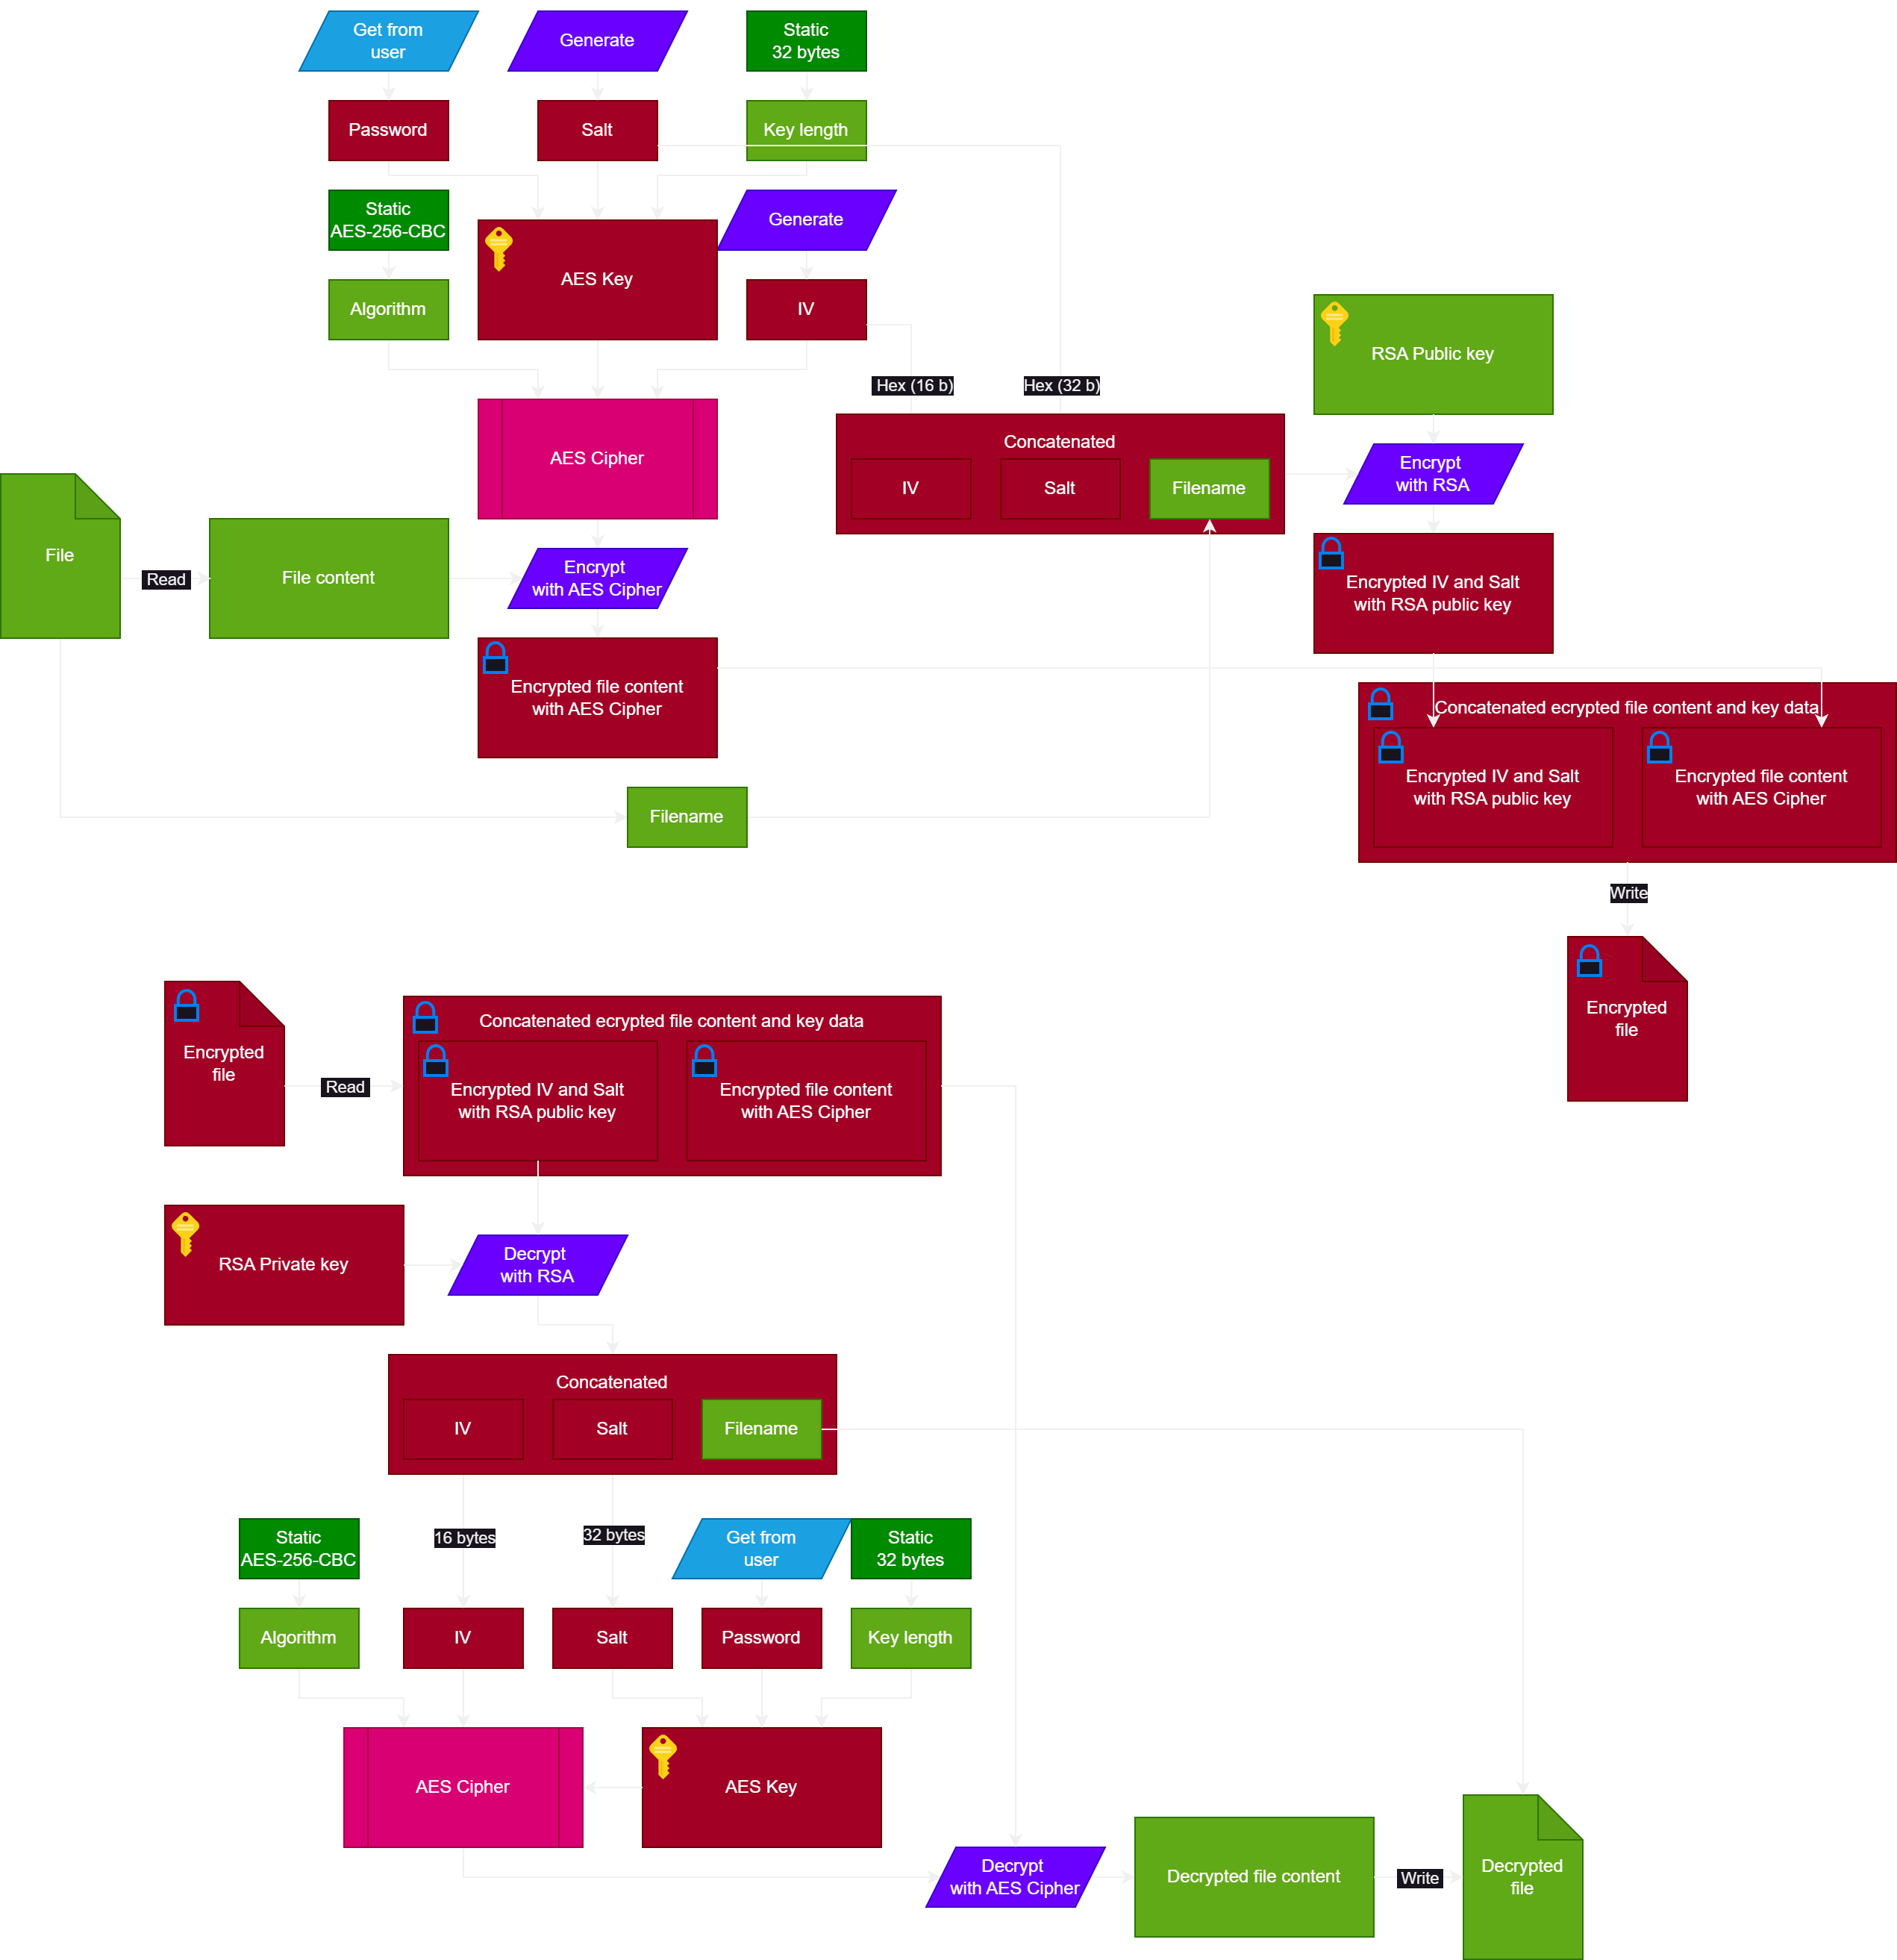 Get from
user
Generate
Static
32 bytes
Password
Salt
Key length
Static
AES-256-CBC
Generate
AES Key
Algorithm
IV
RSA Public key
Hex (16 b)
Hex (32 b)
Concatenated
AES Cipher
Encrypt
with RSA
IV
Salt
Filename
File
Read
File content
Encrypt
with AES Cipher
Encrypted IV and Salt
with RSA public key
Encrypted file content
with AES Cipher
Concatenated ecrypted file content and key data
Encrypted IV and Salt
with RSA public key
Encrypted file content
with AES Cipher
Filename
Write
Encrypted
file
Encrypted
file
Read
Concatenated ecrypted file content and key data
Encrypted IV and Salt
with RSA public key
Encrypted file content
with AES Cipher
RSA Private key
Decrypt
with RSA
Concatenated
IV
Salt
Filename
Static
AES-256-CBC
16 bytes
32 bytes
Get from
user
Static
32 bytes
Algorithm
IV
Salt
Password
Key length
AES Cipher
AES Key
Decrypt
with AES Cipher
Decrypted file content
Write
Decrypted
file